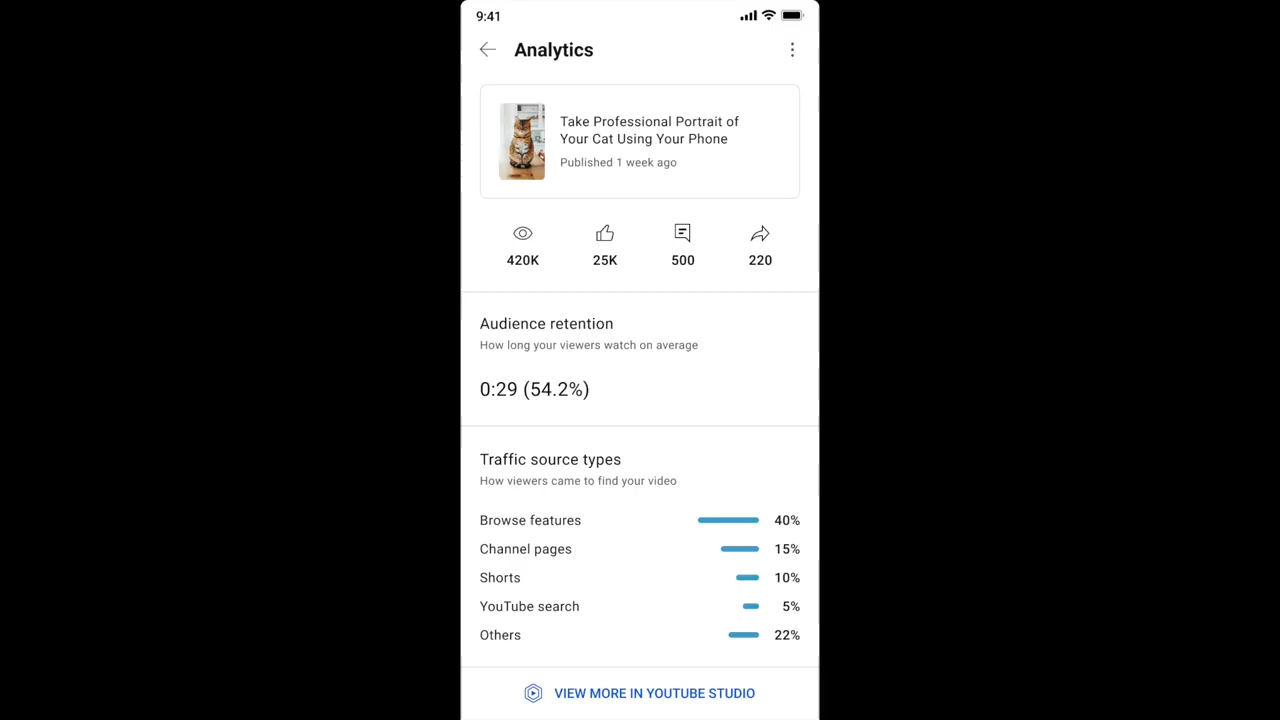 9:41
Analytics
Take Professional Portrait of
Your Cat Using Your Phone
Published 1 week ago
420K 25K 500 220
Audience retention
How long your viewers watch on average
0:29 (54.2%)
Traffic source types
How viewers came to find your video
Browse features 40%
Channel pages 15%
Shorts 10%
YouTube search 5%
Others 22%
VIEW MORE IN YOUTUBE STUDIO